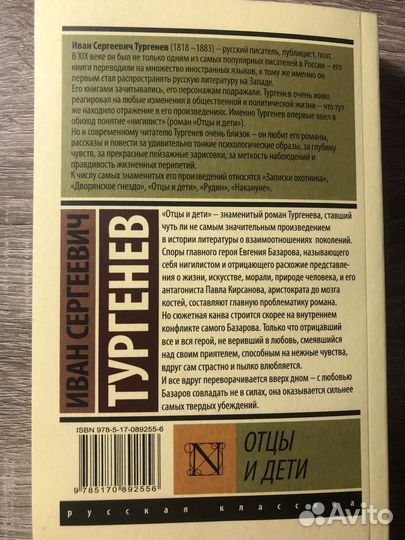 Иван Сергеевич Тургенев (1818 –1883) – русский писатель, публицист, поэт.
В XIX веке он был не только одним из самых популярных писателей в России – его
книги переводили на множество иностранных языков, к тому же именно он
первым стал распространять русскую литературу на Западе.
Его книгами зачитывались, его персонажам подражали. Тургенев очень живо
реагировал на любые изменения в общественной и политической жизни – что тут
же находило отражение в его произведениях. Именно Тургенев впервые ввел в
обиход понятие «нигилист» (роман «Отцы и дети»).
Но и современному читателю Тургенев очень близок – он любит его романы,
рассказы и повести за удивительно тонкие психологические образы, за глубину
чувств, за прекрасные пейзажные зарисовки, за меткость наблюдений и
правдивость жизненных перипетий.
К числу самых знаменитых его произведений относятся «Записки охотника»,
«Дворянское гнездо», «Отцы и дети», «Рудин», «Накануне».
ИВАН СЕРГЕЕВИЧ
ТУРГЕНЕВ
«Отцы и дети» – знаменитый роман Тургенева, ставший
чуть ли не самым значительным произведением
в истории литературы о взаимоотношениях поколений.
Споры главного героя Евгения Базарова, называющего
себя нигилистом и отрицающего расхожие представле-
ния о жизни, искусстве, морали, природе человека, и его
антагониста Павла Кирсанова, аристократа до мозга
костей, составляют главную проблематику романа.
Но сюжетная канва строится скорее на внутреннем
конфликте самого Базарова. Только что отрицавший
все и вся герой, не веривший в любовь, смеявшийся
над своим приятелем, способным на нежные чувства,
вдруг сам страстно и пылко влюбляется.
И все вдруг переворачивается вверх дном – с любовью
Базаров совладать не в силах, она оказывается сильнее
самых твердых убеждений.
ISBN 978-5-17-089255-6
9 785170 892556
N
ОТЦЫ
И ДЕТИ
русская классика
Avito